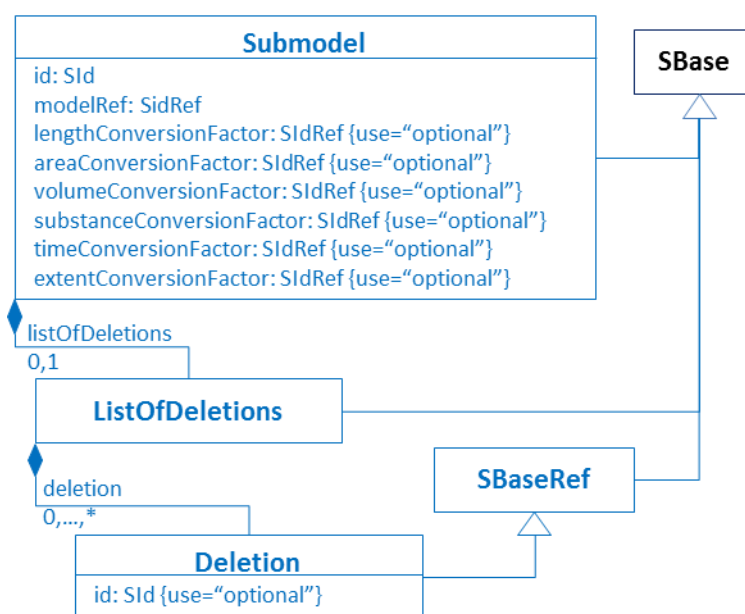 Submodel
SBase
id: SId
modelRef: SidRef
lengthConversionFactor: SIdRef {use=“optional”}
areaConversionFactor: SIdRef {use=“optional”}
volumeConversionFactor: SIdRef {use=“optional”}
substanceConversionFactor: SIdRef {use=“optional”}
timeConversionFactor: SIdRef {use=“optional”}
extentConversionFactor: SIdRef {use=“optional”}
listOfDeletions
0,1
ListOfDeletions
SBaseRef
deletion
0,…,*
Deletion
id: SId {use=“optional”}